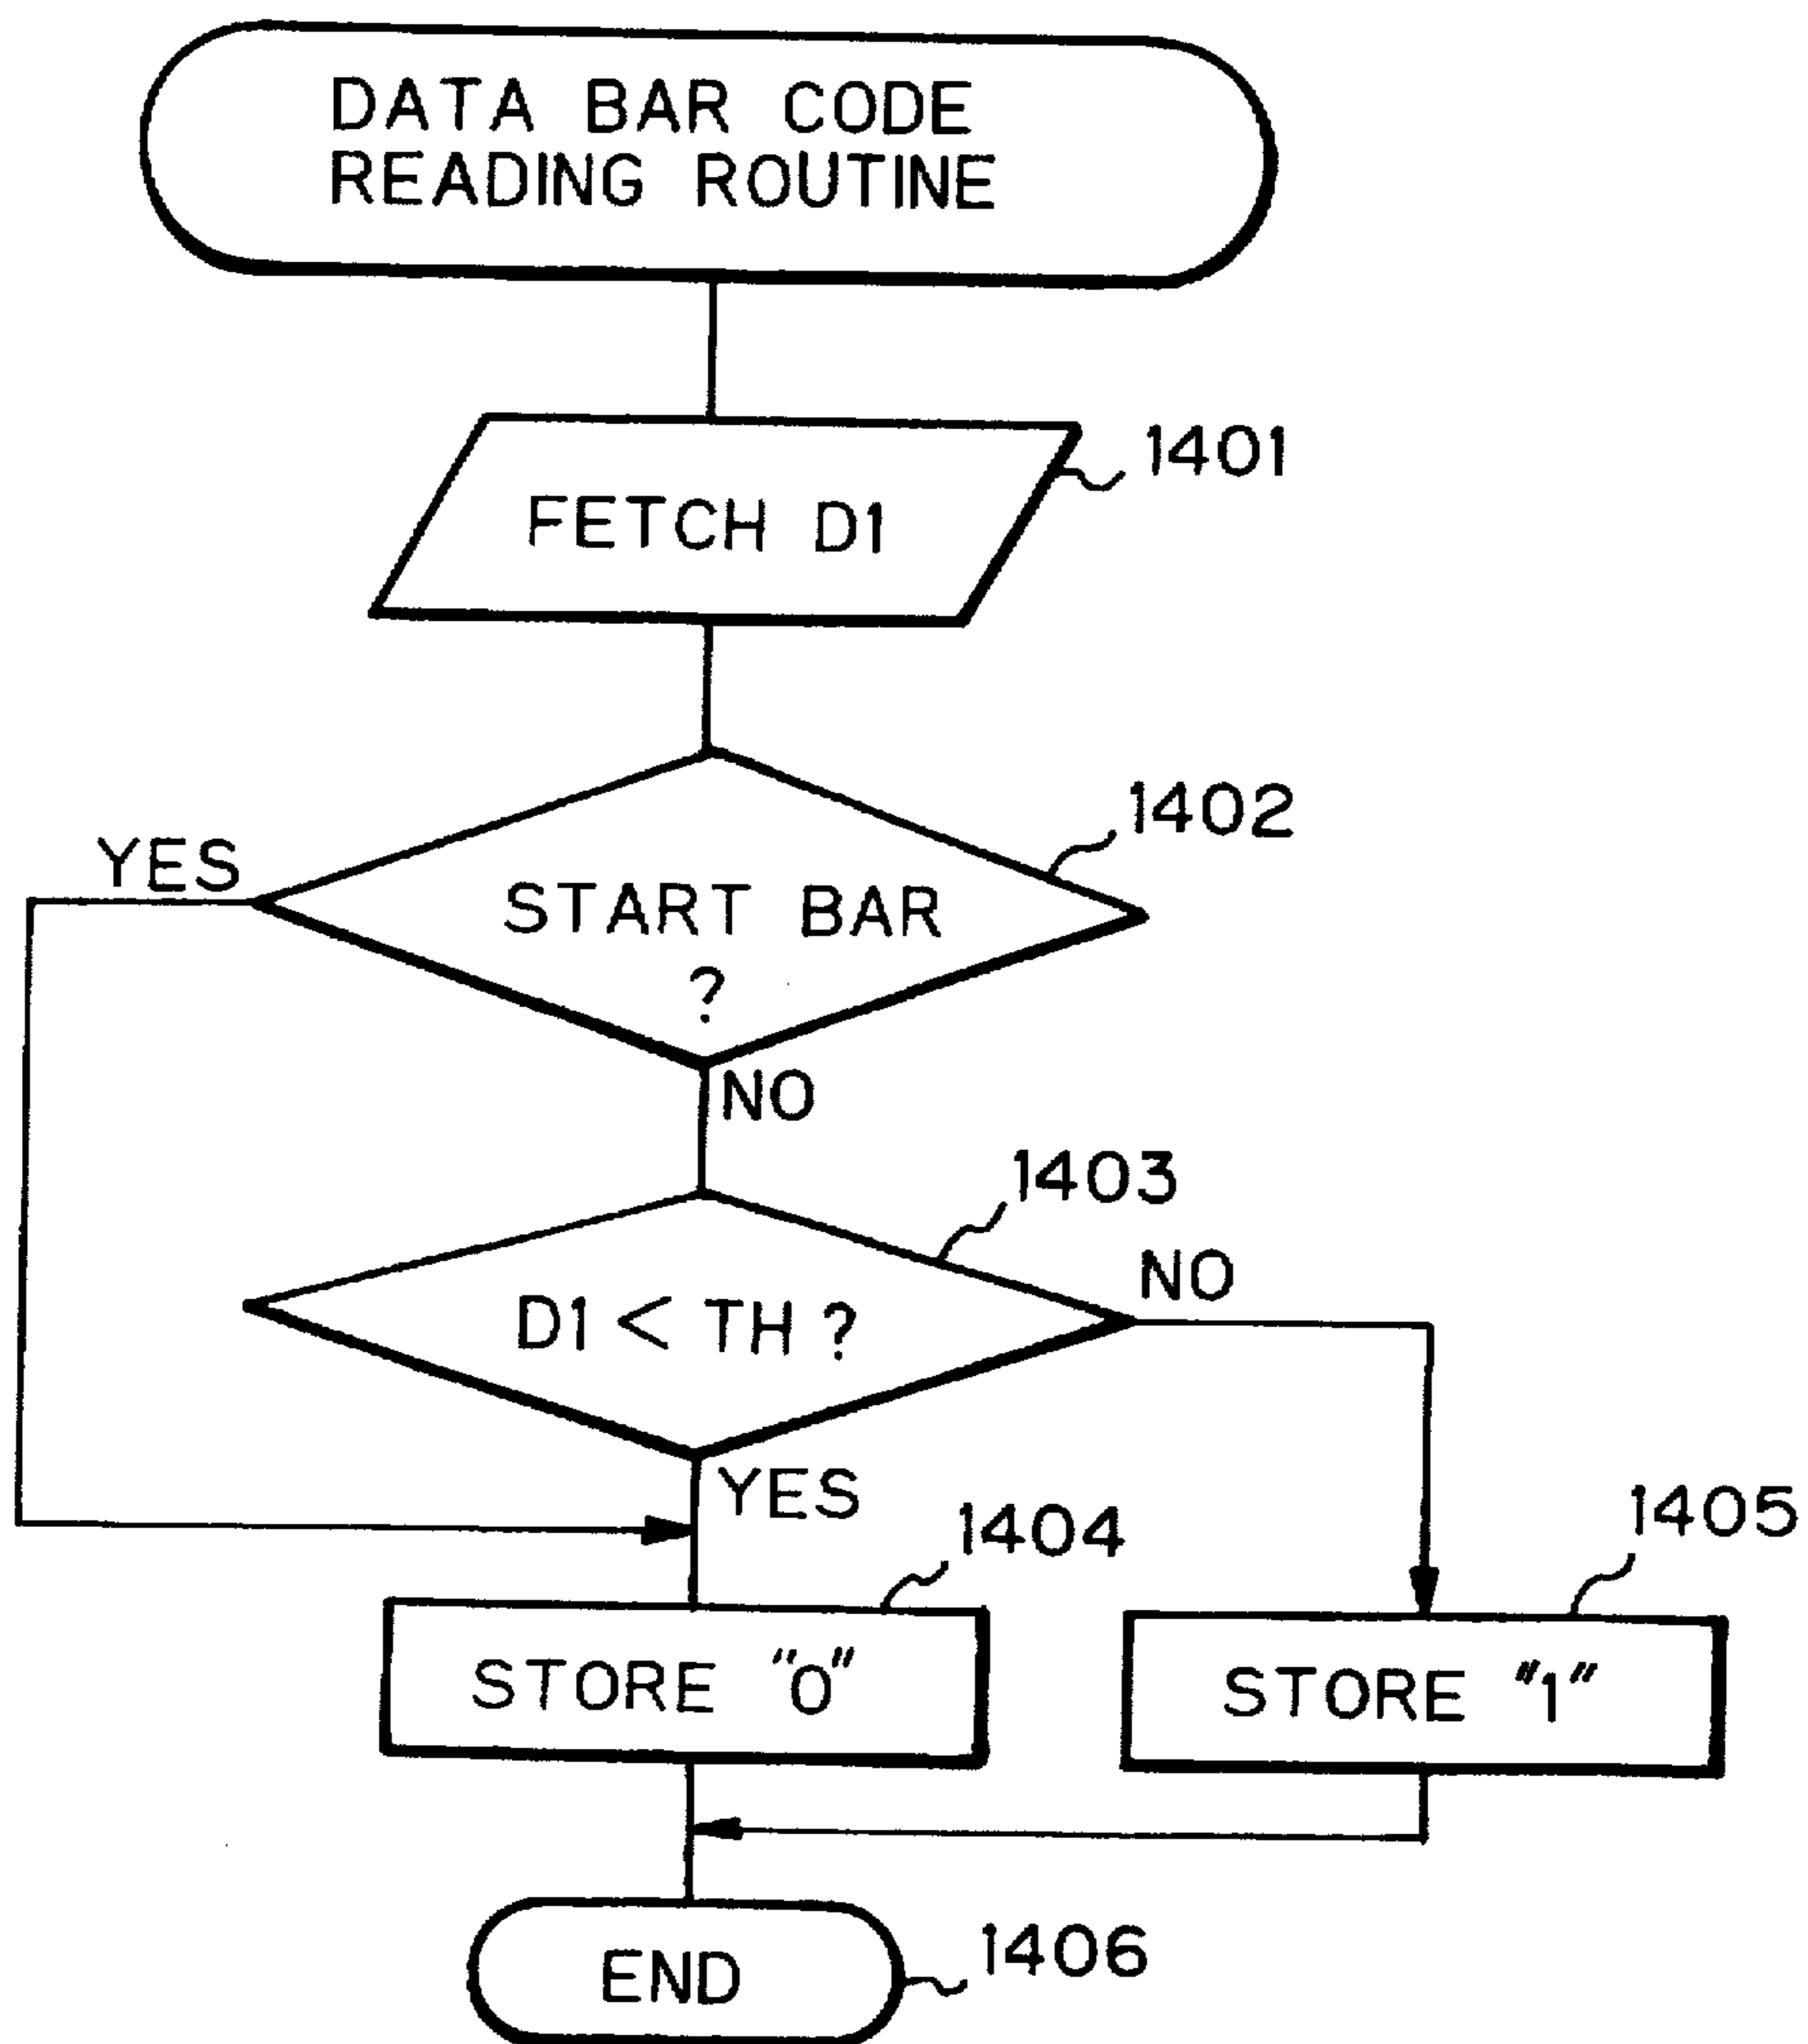 DATA BAR CODE
READING ROUTINE
1401
FETCH D1
1402
YES
START BAR
?
NO
1403
NO
D1 < TH ?
YES
1404
1405
STORE "0"
STORE "1"
END
1406